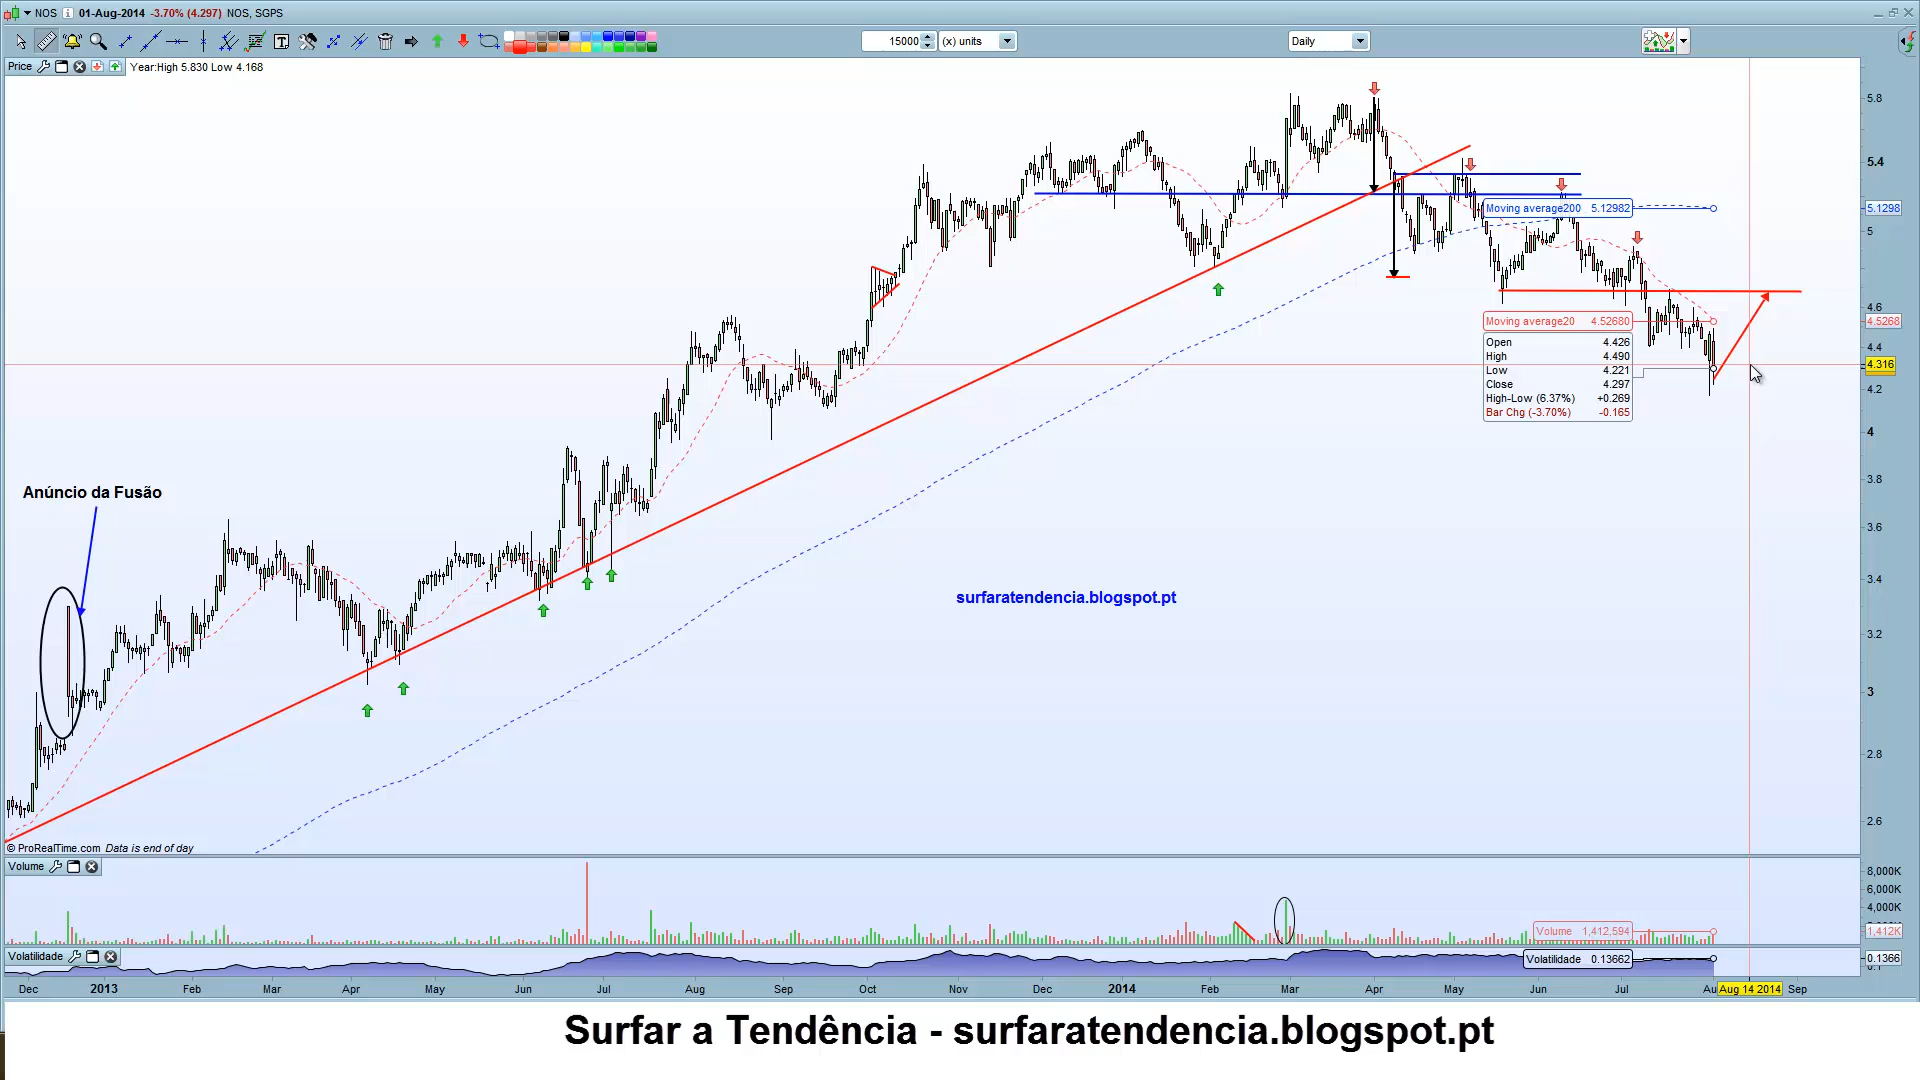 NOS 01-Aug-2014 -3.70% (4.297) NOS, SGPS
15000 (x) units Daily
Price Year:High 5.830 Low 4.168
5.8
5.4
Moving average200 5.12982
5.1298
5
4.6
Moving average20 4.52680
4.5268
Open 4.426
High 4.490
Low 4.221
Close 4.297
High-Low (6.37%) +0.269
Bar Chg (-3.70%) -0.165
4.4
4.316
4.2
4
3.8
Anúncio da Fusão
3.6
3.4
surfaratendencia.blogspot.pt
3.2
3
2.8
2.6
© ProRealTime.com Data is end of day
Volume
8,000K
6,000K
4,000K
Volume 1,412,594
1,412K
Volatilidade
Volatilidade 0.13662
0.1366
Dec 2013 Feb Mar Apr May Jun Jul Aug Sep Oct Nov Dec 2014 Feb Mar Apr May Jun Jul Au Aug 14 2014 Sep
Surfar a Tendência - surfaratendencia.blogspot.pt